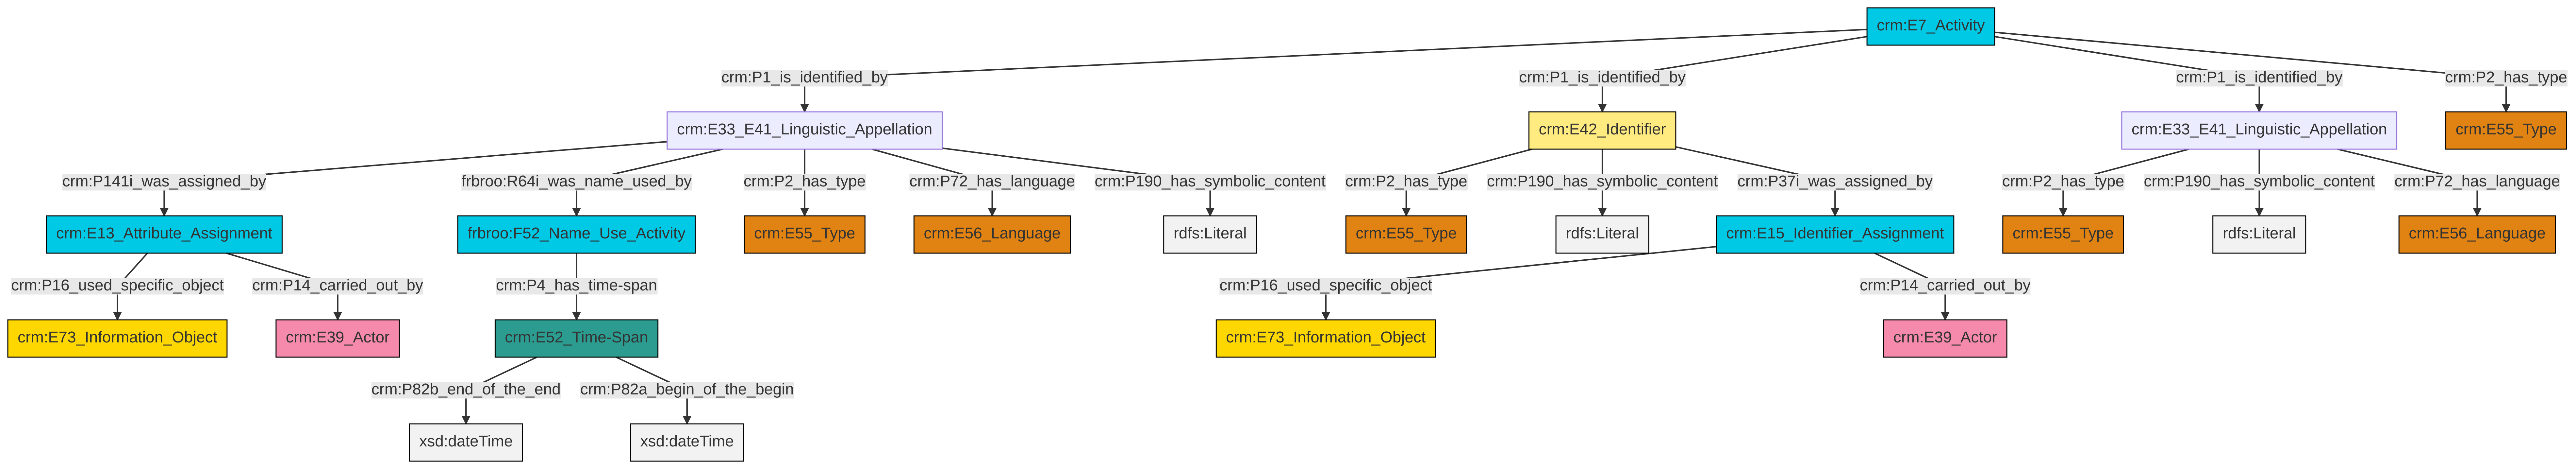 crm:E7_Activity
crm:P1_is_identified_by
crm:P1_is_identified_by
crm:P1_is_identified_by
crm:P2_has_type
crm:E33_E41_Linguistic_Appellation
crm:E42_Identifier
crm:E33_E41_Linguistic_Appellation
crm:E55_Type
crm:P141i_was_assigned_by
frbroo:R64i_was_name_used_by
crm:P2_has_type
crm:P72_has_language
crm:P190_has_symbolic_content
crm:P2_has_type
crm:P190_has_symbolic_content
crm:P37i_was_assigned_by
crm:P2_has_type
crm:P190_has_symbolic_content
crm:P72_has_language
crm:E13_Attribute_Assignment
frbroo:F52_Name_Use_Activity
crm:E55_Type
crm:E56_Language
rdfs:Literal
crm:E55_Type
rdfs:Literal
crm:E15_Identifier_Assignment
crm:E55_Type
rdfs:Literal
crm:E56_Language
crm:P16_used_specific_object
crm:P14_carried_out_by
crm:P4_has_time-span
crm:P16_used_specific_object
crm:P14_carried_out_by
crm:E73_Information_Object
crm:E39_Actor
crm:E52_Time-Span
crm:E73_Information_Object
crm:E39_Actor
crm:P82b_end_of_the_end
crm:P82a_begin_of_the_begin
xsd:dateTime
xsd:dateTime